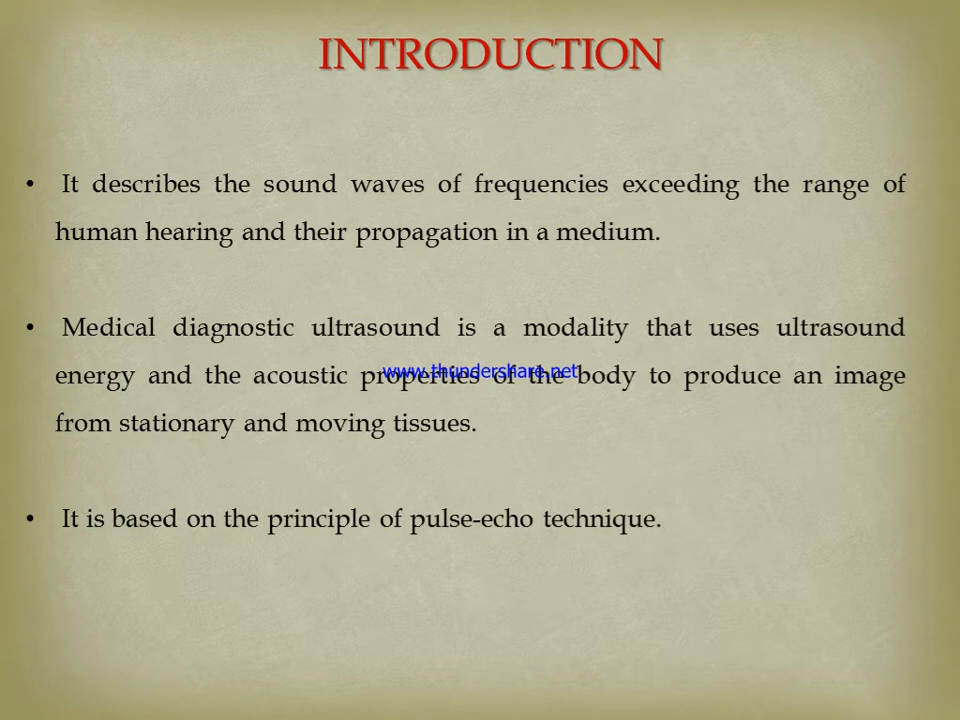 INTRODUCTION
• It describes the sound waves of frequencies exceeding the range of
human hearing and their propagation in a medium.
• Medical diagnostic ultrasound is a modality that uses ultrasound
energy and the acoustic properties of the body to produce an image
www.thundershare.net
from stationary and moving tissues.
• It is based on the principle of pulse-echo technique.